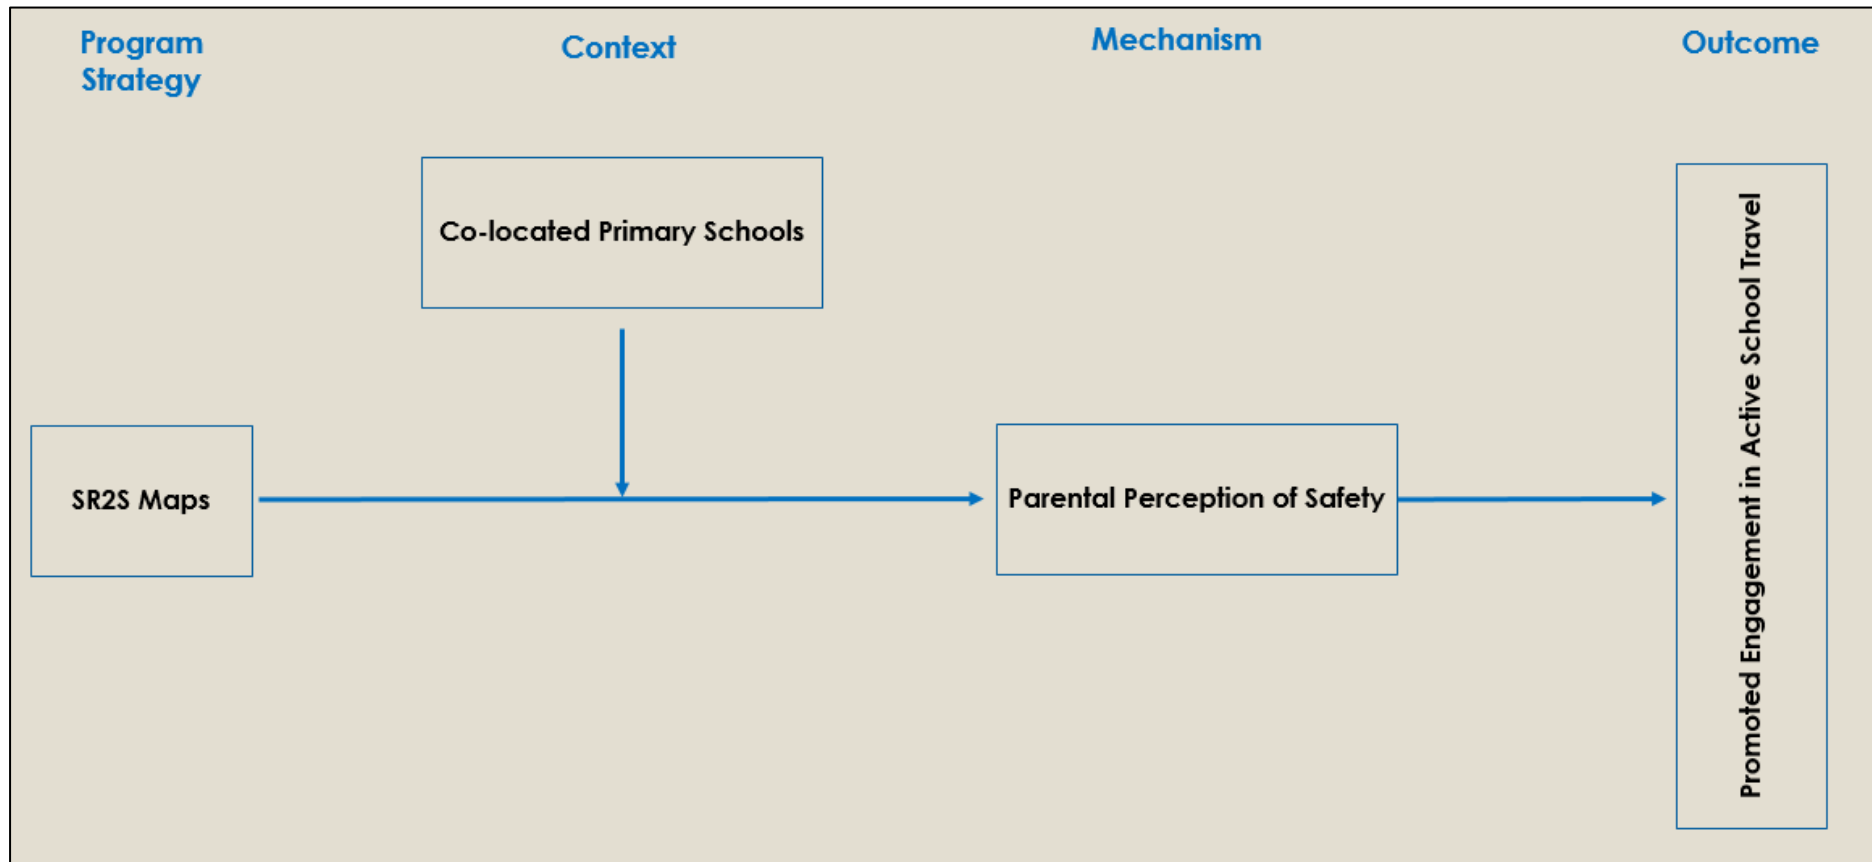 Program
Strategy
Context
Mechanism
Outcome
Co-located Primary Schools
SR2S Maps
Parental Perception of Safety
Promoted Engagement in Active School Travel